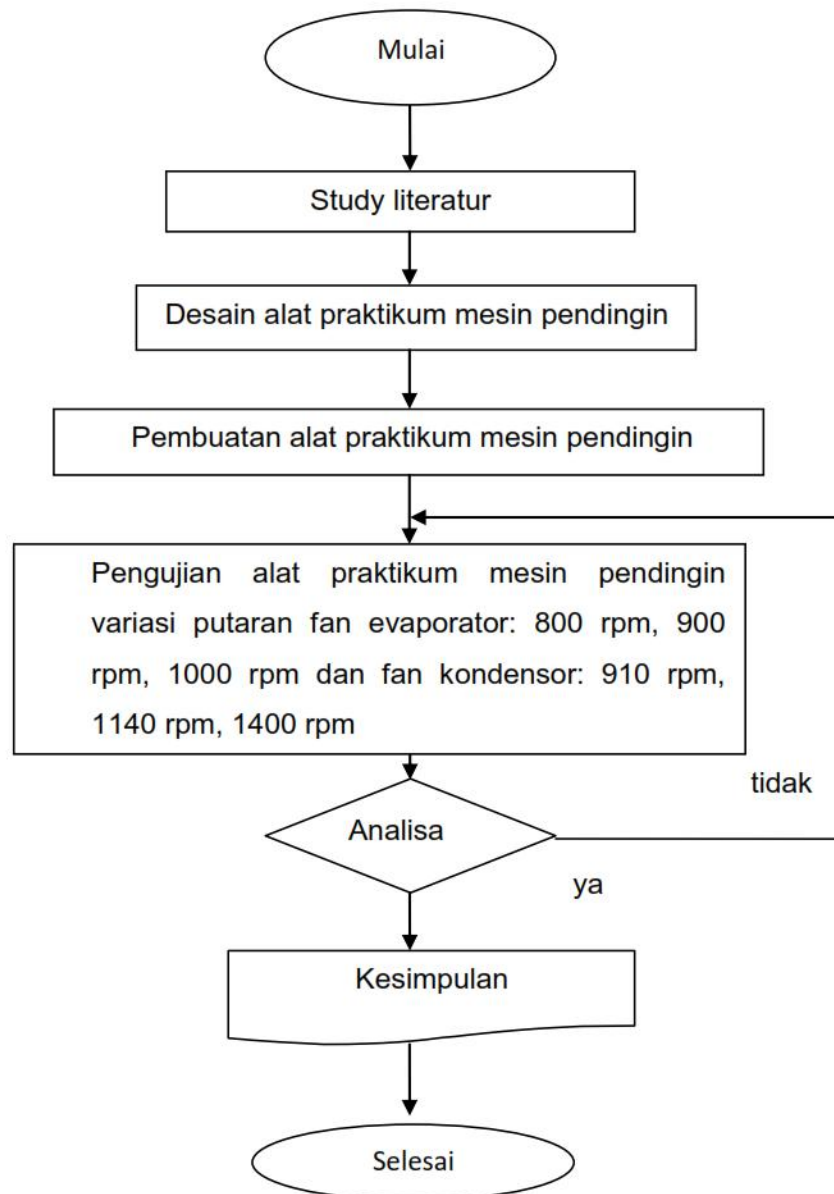 Mulai
Study literatur
Desain alat praktikum mesin pendingin
Pembuatan alat praktikum mesin pendingin
Pengujian alat praktikum mesin pendingin
variasi putaran fan evaporator: 800 rpm, 900
rpm, 1000 rpm dan fan kondensor: 910 rpm,
1140 rpm, 1400 rpm
tidak
Analisa
ya
Kesimpulan
Selesai